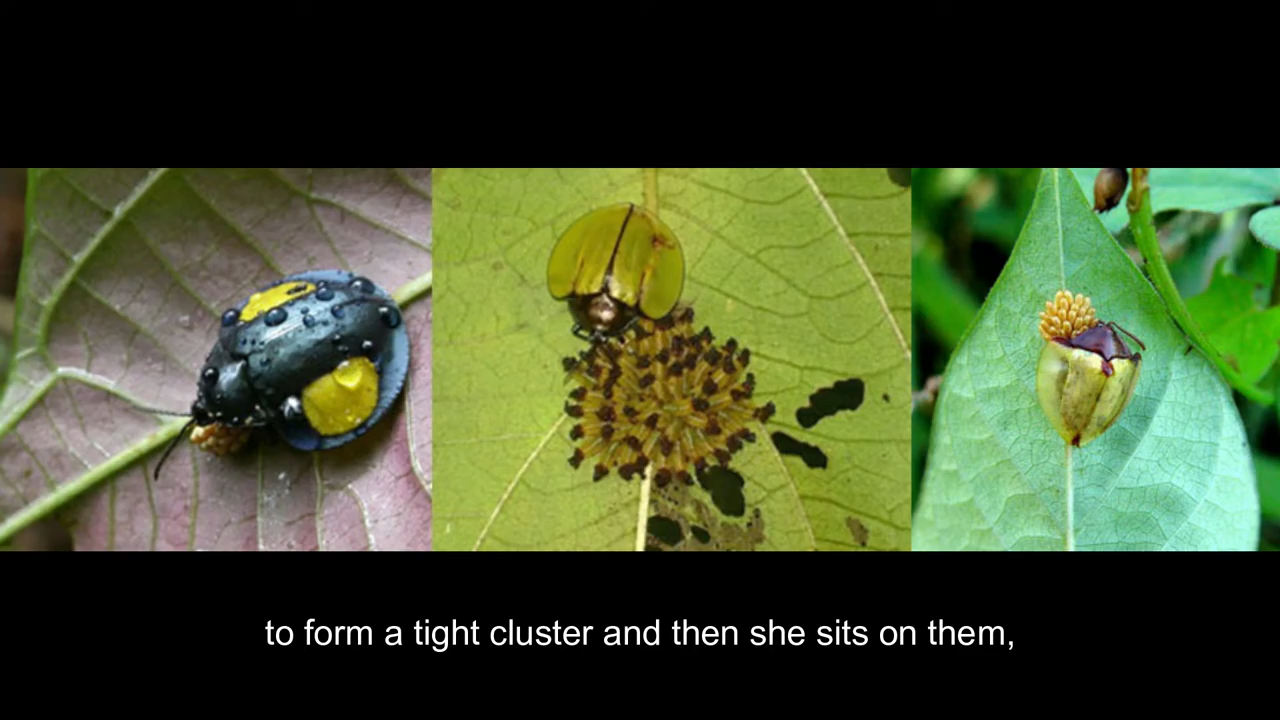 to form a tight cluster and then she sits on them,